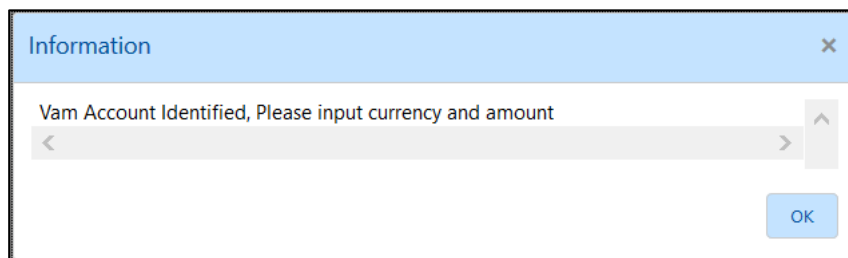 Information
Vam Account Identified, Please input currency and amount
OK